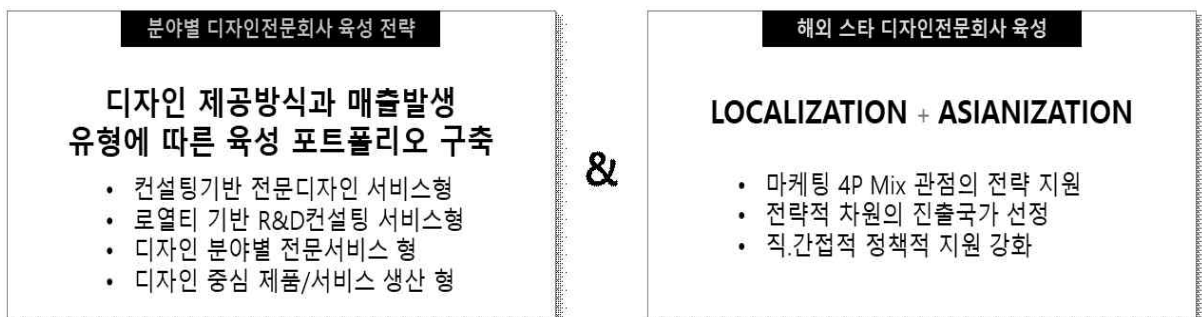 분야별 디자인전문회사 육성 전략
디자인 제공방식과 매출발생
유형에 따른 육성 포트폴리오 구축
• 컨설팅기반 전문디자인 서비스형
• 로열티 기반 R&D컨설팅 서비스형
• 디자인 분야별 전문서비스 형
• 디자인 중심 제품/서비스 생산 형
&
해외 스타 디자인전문회사 육성
LOCALIZATION + ASIANIZATION
• 마케팅 4P Mix 관점의 전략 지원
• 전략적 차원의 진출국가 선정
• 직.간접적 정책적 지원 강화